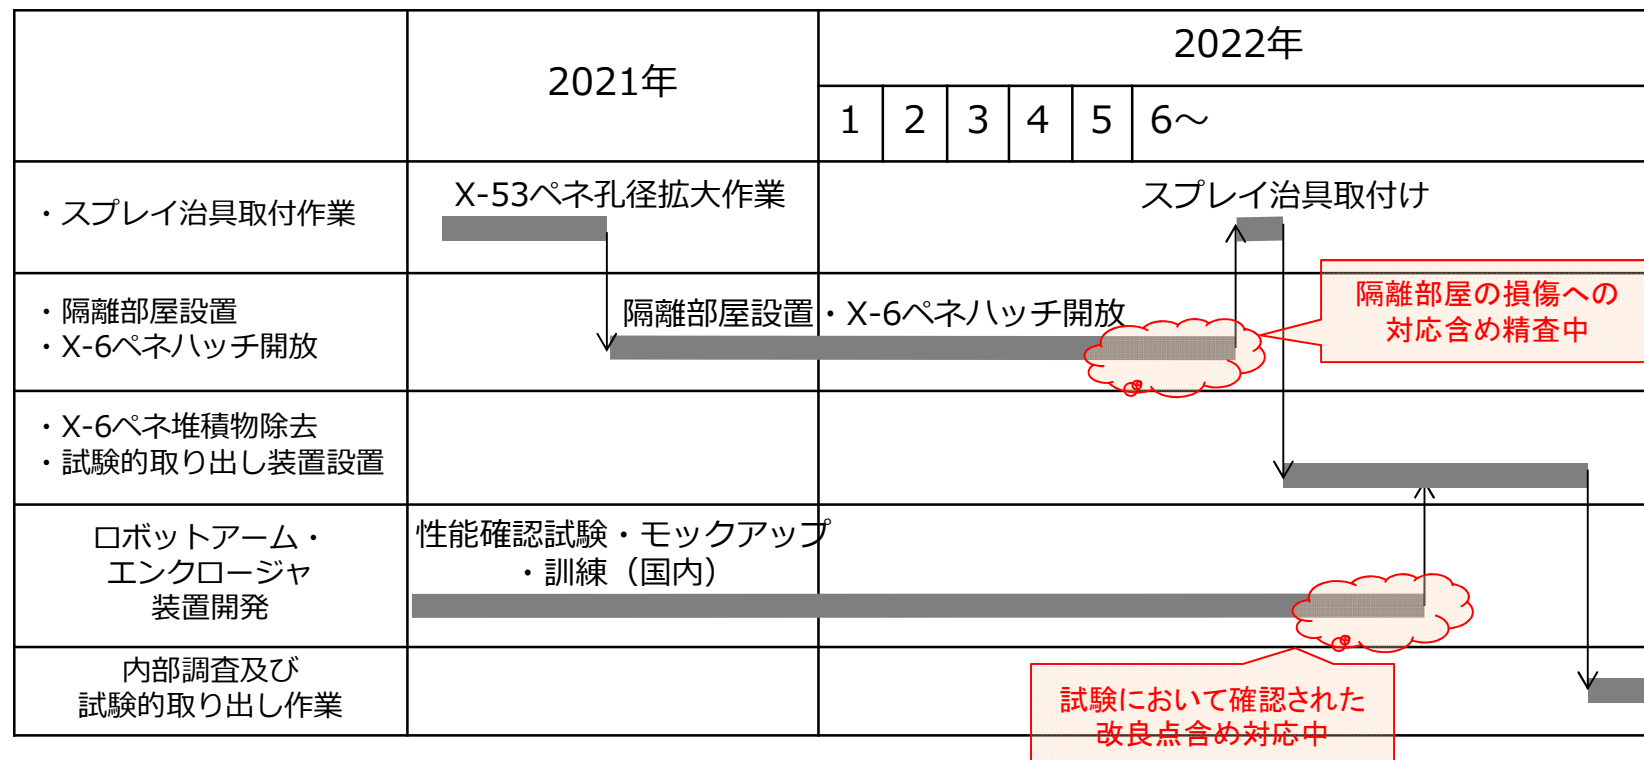 2021年
2022年
1 2 3 4 5 6～
・スプレイ治具取付作業
X-53ペネ孔径拡大作業
スプレイ治具取付け
・隔離部屋設置
・X-6ペネハッチ開放
隔離部屋設置・X-6ペネハッチ開放
隔離部屋の損傷への
対応含め精査中
・X-6ペネ堆積物除去
・試験的取り出し装置設置
ロボットアーム・
エンクロージャ
装置開発
性能確認試験・モックアップ
・訓練（国内）
内部調査及び
試験的取り出し作業
試験において確認された
改良点含め対応中